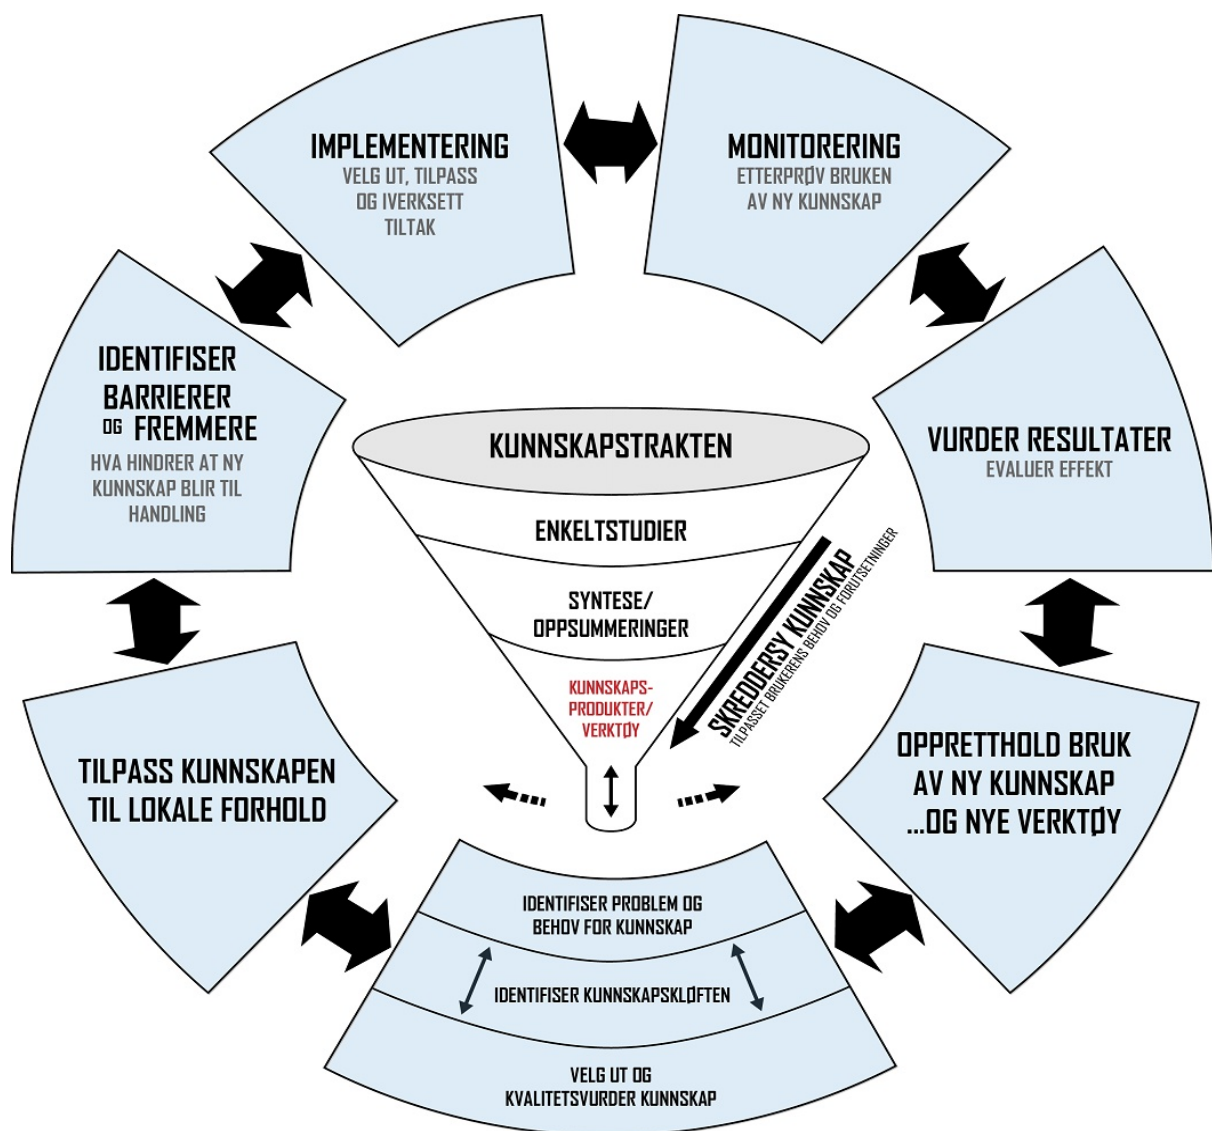 IMPLEMENTERING
VELG UT, TILPASS
OG IVERKSETT
TILTAK
MONITORERING
ETTERPRØV BRUKEN
AV NY KUNNSKAP
IDENTIFISER
BARRIERER
OG FREMMERE
HVA HINDRER AT NY
KUNNSKAP BLIR TIL
HANDLING
VURDER RESULTATER
EVALUER EFFEKT
KUNNSKAPSTRAKTEN
ENKELTSTUDIER
SYNTESE/
OPPSUMMERINGER
KUNNSKAPS-
PRODUKTER/
VERKTØY
SKREDDERSY KUNNSKAP
TILPASSET BRUKERENS BEHOV OG FORUTSETNINGER
TILPASS KUNNSKAPEN
TIL LOKALE FORHOLD
OPPRETTHOLD BRUK
AV NY KUNNSKAP
...OG NYE VERKTØY
IDENTIFISER PROBLEM OG
BEHOV FOR KUNNSKAP
IDENTIFISER KUNNSKAPSKLØFTEN
VELG UT OG
KVALITETSVURDER KUNNSKAP